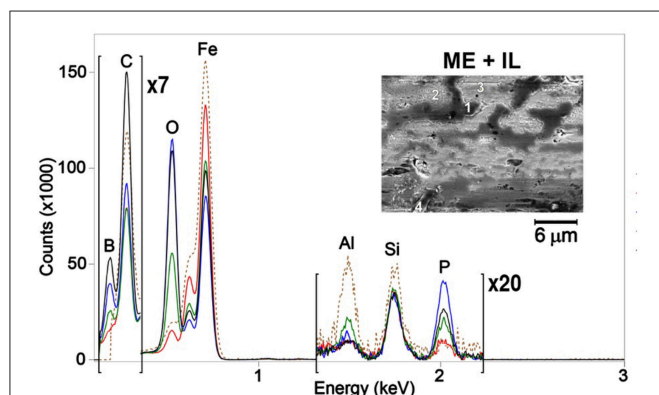 ME + IL
150
100
50
0
Counts (x1000)
C
B
x7
O
Fe
2
3
1
4
6 μm
Al
Si
P
x20
1
2
3
Energy (keV)